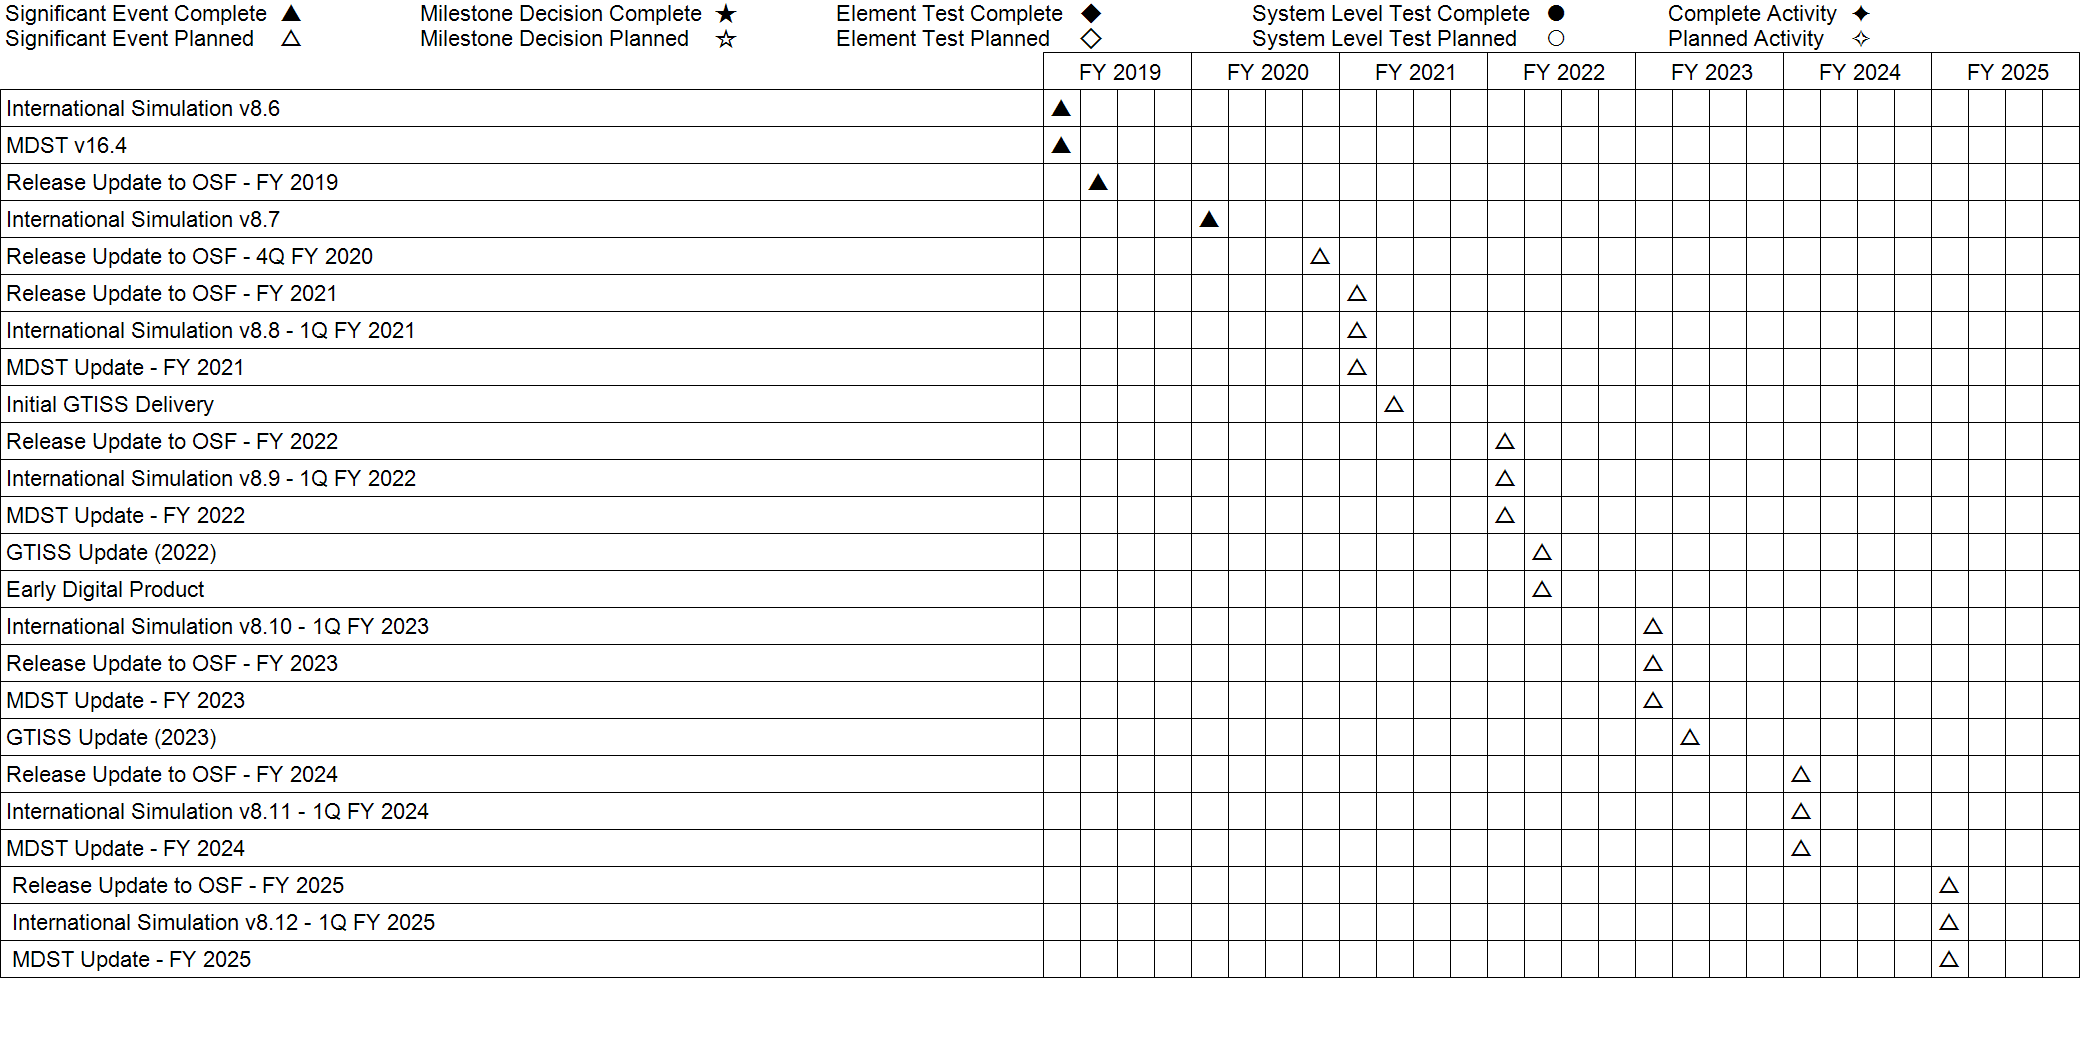 Significant Event Complete ▲ Milestone Decision Complete ★ Element Test Complete ◆ System Level Test Complete ● Complete Activity ✦
Significant Event Planned △ Milestone Decision Planned ☆ Element Test Planned ◇ System Level Test Planned ○ Planned Activity ✧
FY 2019 FY 2020 FY 2021 FY 2022 FY 2023 FY 2024 FY 2025
International Simulation v8.6 ▲
MDST v16.4 ▲
Release Update to OSF - FY 2019 ▲
International Simulation v8.7 ▲
Release Update to OSF - 4Q FY 2020 △
Release Update to OSF - FY 2021 △
International Simulation v8.8 - 1Q FY 2021 △
MDST Update - FY 2021 △
Initial GTISS Delivery △
Release Update to OSF - FY 2022 △
International Simulation v8.9 - 1Q FY 2022 △
MDST Update - FY 2022 △
GTISS Update (2022) △
Early Digital Product △
International Simulation v8.10 - 1Q FY 2023 △
Release Update to OSF - FY 2023 △
MDST Update - FY 2023 △
GTISS Update (2023) △
Release Update to OSF - FY 2024 △
International Simulation v8.11 - 1Q FY 2024 △
MDST Update - FY 2024 △
Release Update to OSF - FY 2025 △
International Simulation v8.12 - 1Q FY 2025 △
MDST Update - FY 2025 △